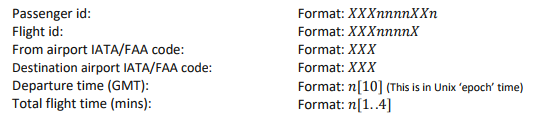 Passenger id: Format: XXXnnnnXXn
Flight id: Format: XXXnnnnX
From airport IATA/FAA code: Format: XXX
Destination airport IATA/FAA code: Format: XXX
Departure time (GMT): Format: n[10] (This is in Unix ‘epoch’ time)
Total flight time (mins): Format: n[1..4]